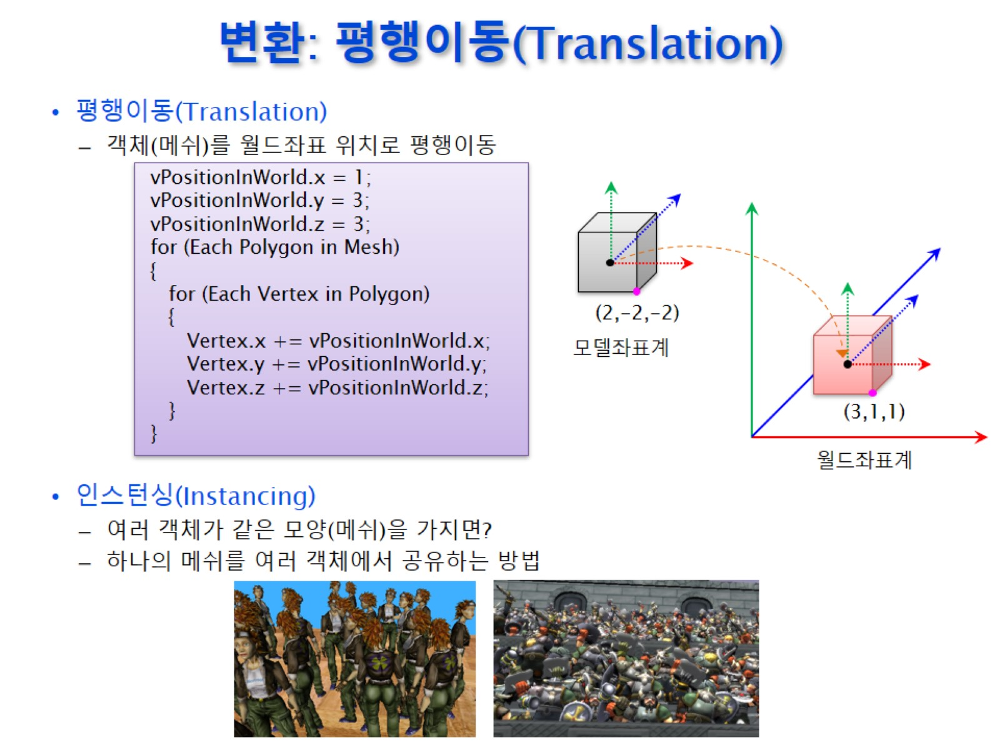 변환: 평행이동(Translation)
• 평행이동(Translation)
– 객체(메쉬)를 월드좌표 위치로 평행이동
vPositionInWorld.x = 1;
vPositionInWorld.y = 3;
vPositionInWorld.z = 3;
for (Each Polygon in Mesh)
{
for (Each Vertex in Polygon)
{
Vertex.x += vPositionInWorld.x;
Vertex.y += vPositionInWorld.y;
Vertex.z += vPositionInWorld.z;
}
}
(2,-2,-2)
모델좌표계
(3,1,1)
월드좌표계
• 인스턴싱(Instancing)
– 여러 객체가 같은 모양(메쉬)을 가지면?
– 하나의 메쉬를 여러 객체에서 공유하는 방법